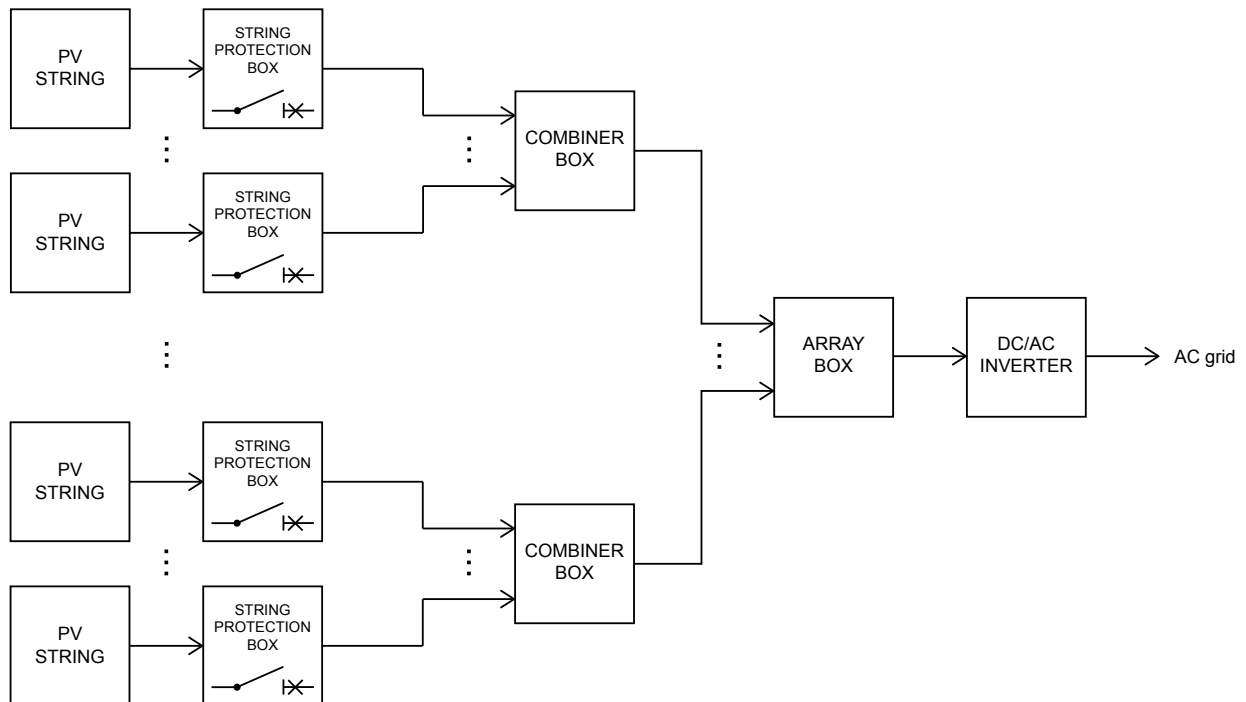 PV
STRING
STRING
PROTECTION
BOX
PV
STRING
STRING
PROTECTION
BOX
COMBINER
BOX
PV
STRING
STRING
PROTECTION
BOX
PV
STRING
STRING
PROTECTION
BOX
COMBINER
BOX
ARRAY
BOX
DC/AC
INVERTER
AC grid